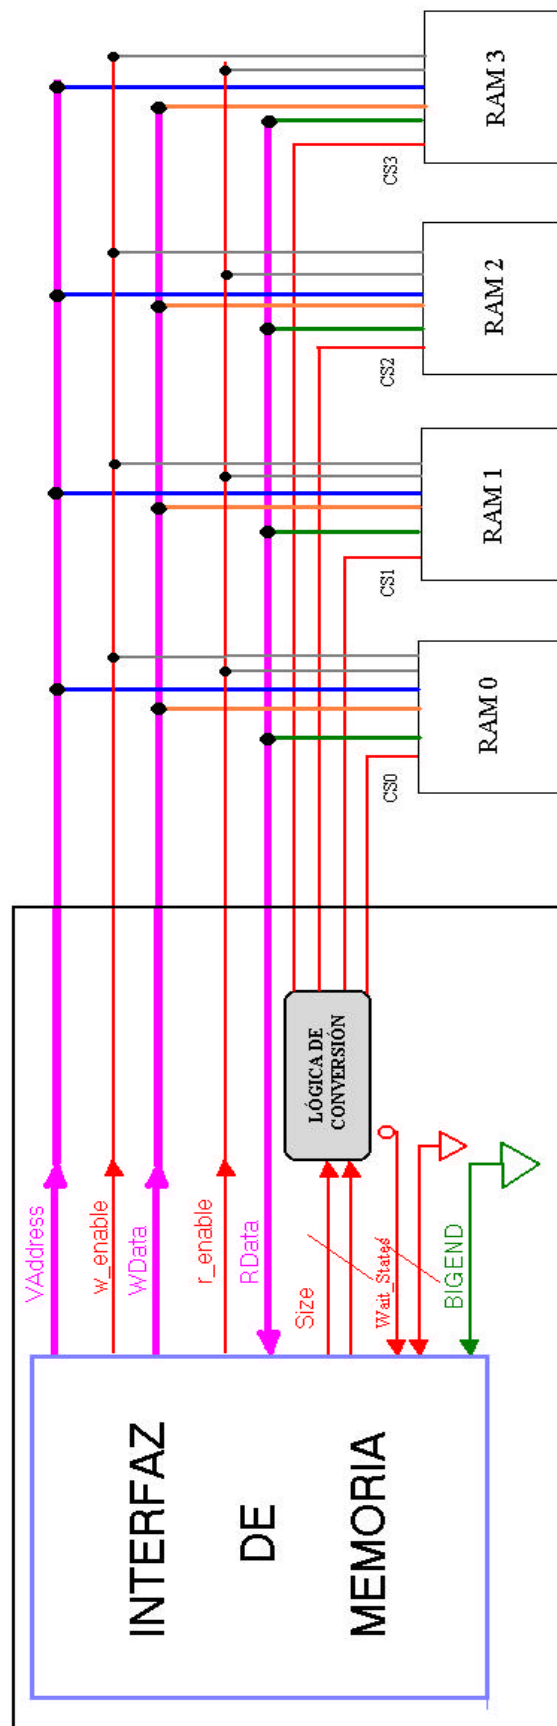 INTERFAZ
DE
MEMORIA
VAddress
w_enable
WData
r_enable
RData
Size
Wait_States
BIGEND
LÓGICA DE
CONVERSIÓN
CS0
CS1
CS2
CS3
RAM 0
RAM 1
RAM 2
RAM 3